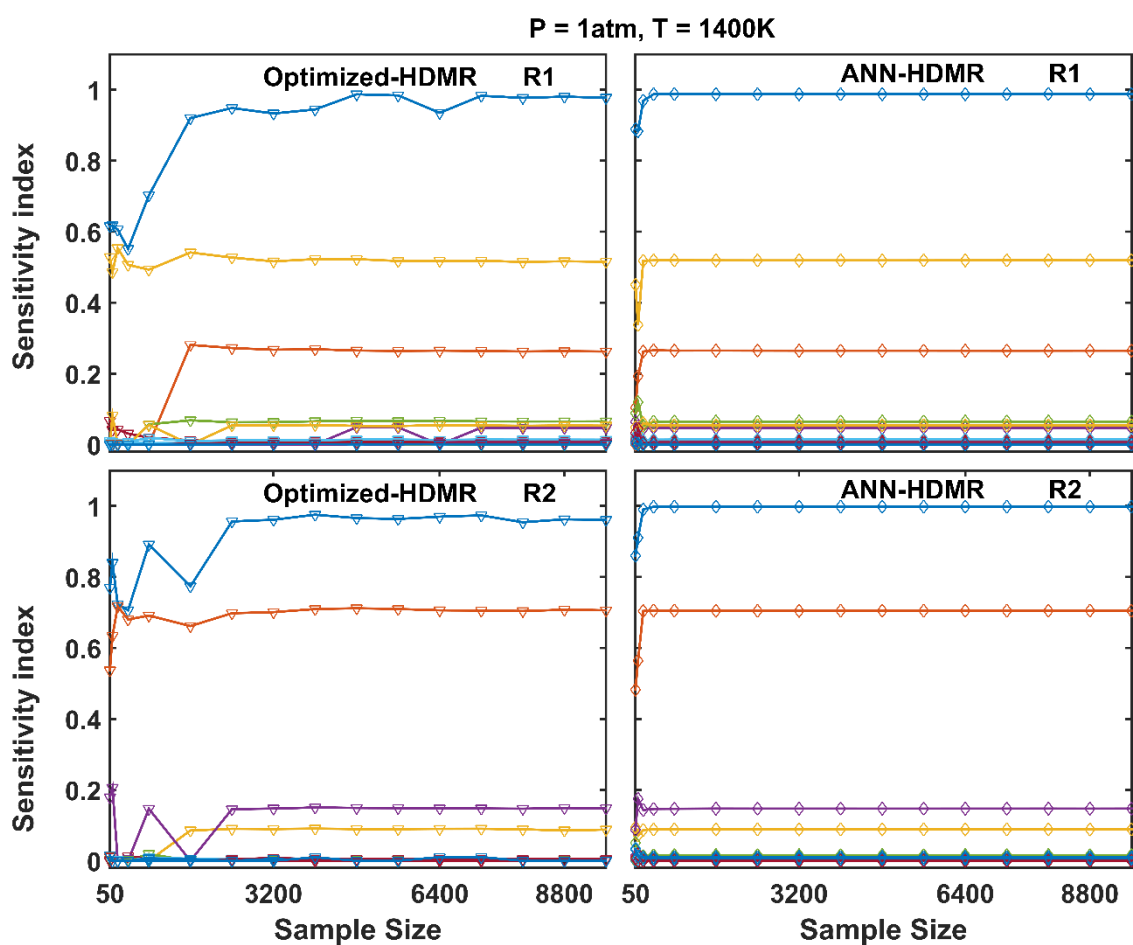 P = 1atm, T = 1400K
Optimized-HDMR R1
ANN-HDMR R1
1
0.8
0.6
0.4
0.2
0
Sensitivity index
Optimized-HDMR R2
ANN-HDMR R2
1
0.8
0.6
0.4
0.2
0
Sensitivity index
50 3200 6400 8800
50 3200 6400 8800
Sample Size
Sample Size